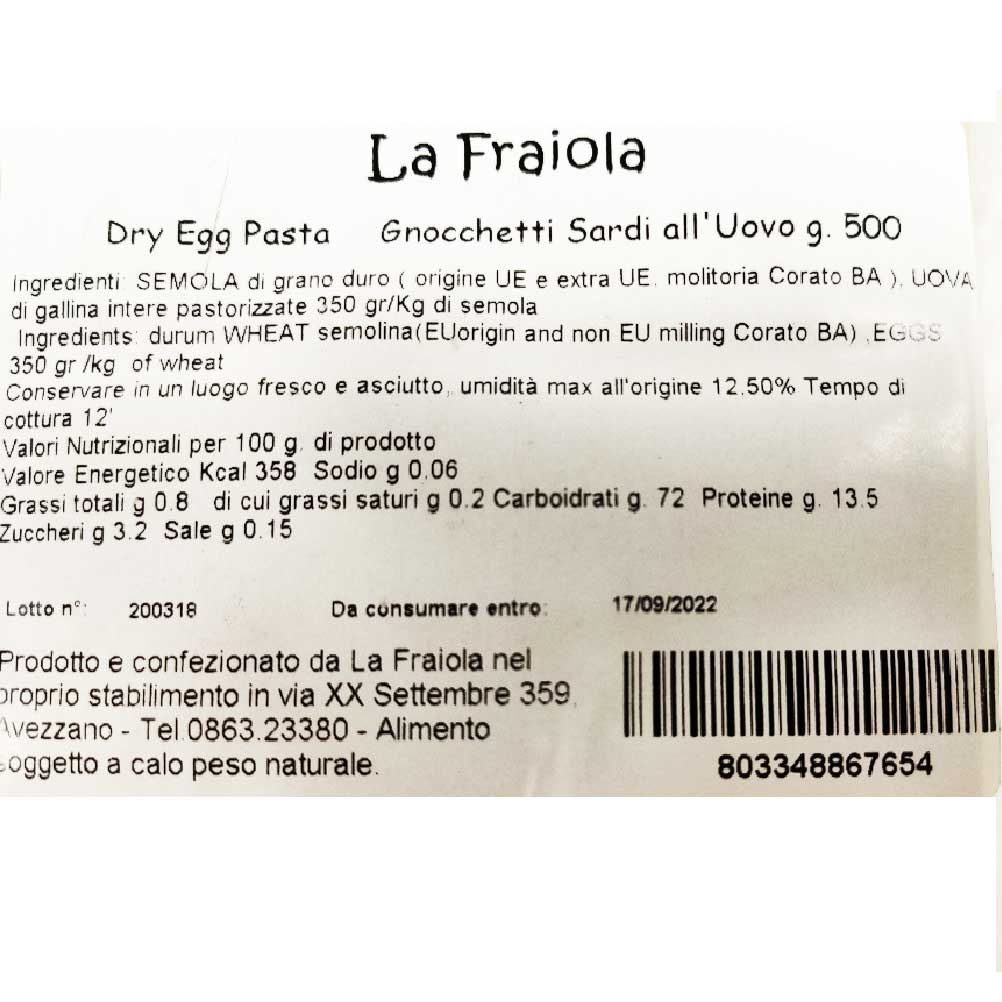 La Fraiola
Dry Egg Pasta Gnocchetti Sardi all'Uovo g. 500
Ingredienti: SEMOLA di grano duro ( origine UE e extra UE, molitoria Corato BA ), UOVA
di gallina intere pastorizzate 350 gr/Kg di semola
Ingredients: durum WHEAT semolina(EUorigin and non EU milling Corato BA) ,EGGS
350 gr /kg of wheat
Conservare in un luogo fresco e asciutto, umidità max all'origine 12.50% Tempo di
cottura 12'
Valori Nutrizionali per 100 g. di prodotto
Valore Energetico Kcal 358 Sodio g 0.06
Grassi totali g 0.8 di cui grassi saturi g 0.2 Carboidrati g. 72 Proteine g. 13.5
Zuccheri g 3.2 Sale g 0.15
Lotto n°: 200318 Da consumare entro: 17/09/2022
Prodotto e confezionato da La Fraiola nel
proprio stabilimento in via XX Settembre 359,
Avezzano - Tel.0863.23380 - Alimento
soggetto a calo peso naturale.
803348867654